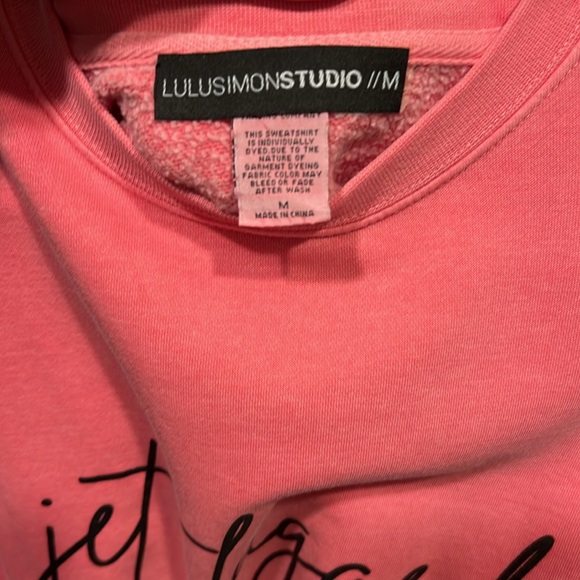 LULUSIMONSTUDIO //M
THIS SWEATSHIRT
IS INDIVIDUALLY
DYED.DUE TO THE
NATURE OF
GARMENT DYEING
FABRIC COLOR MAY
BLEED OR FADE
AFTER WASH
M
MADE IN CHINA
jet